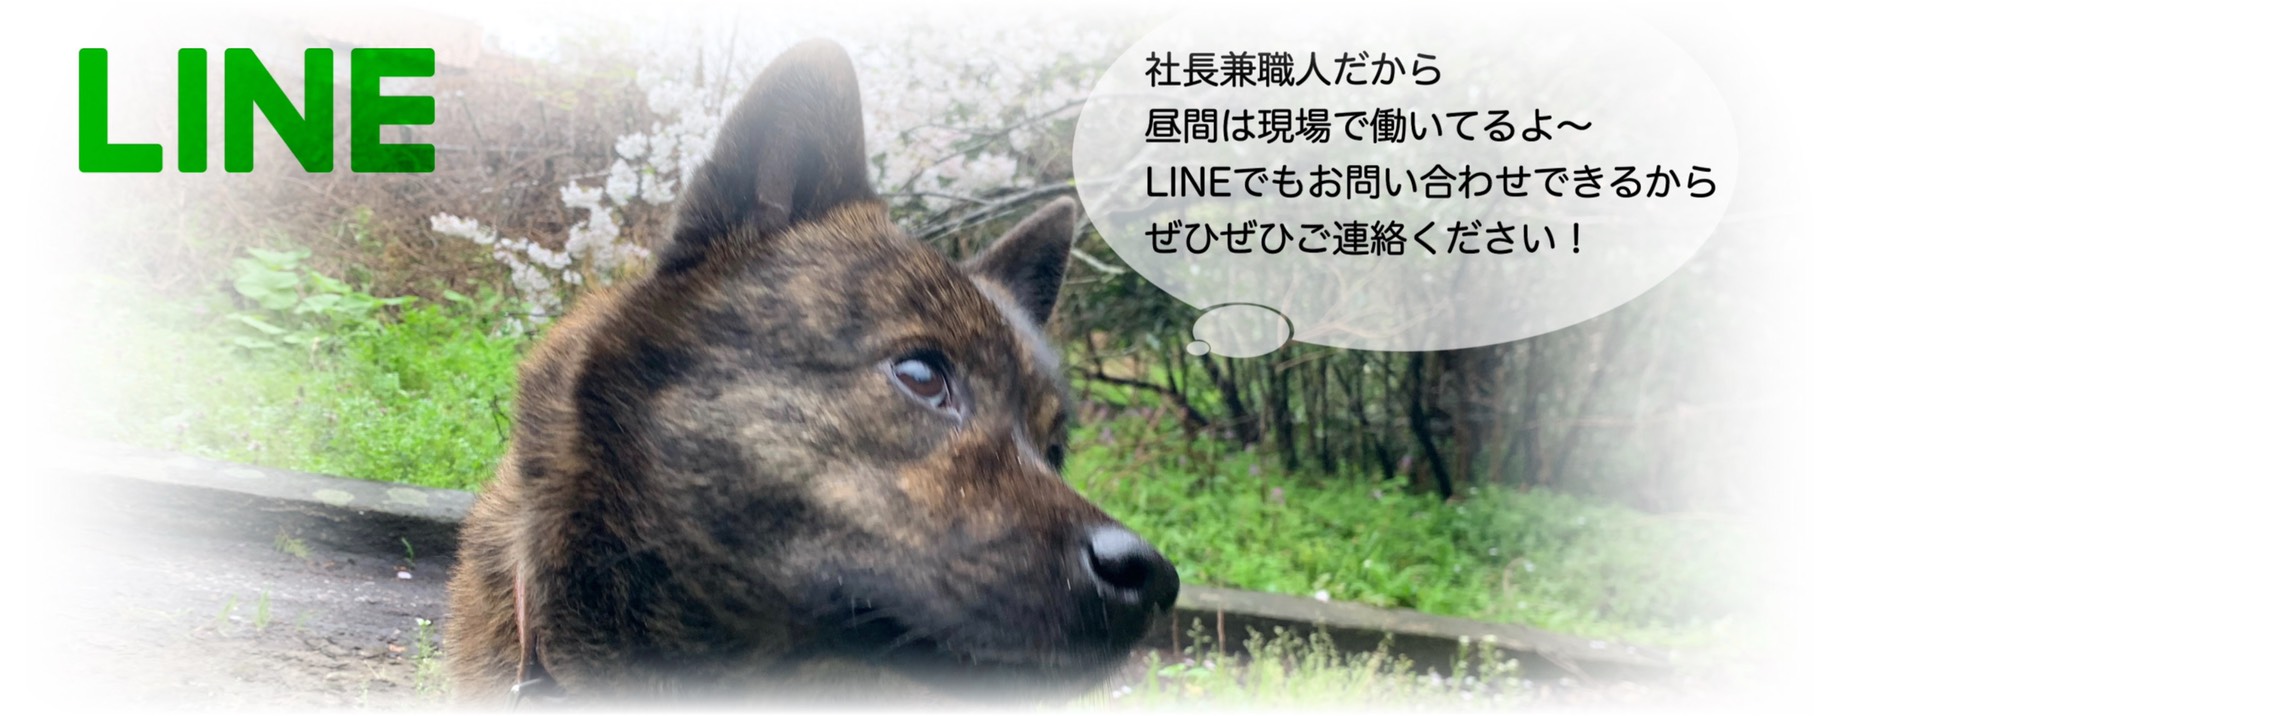 LINE
社長兼職人だから
昼間は現場で働いてるよ～
LINEでもお問い合わせできるから
ぜひぜひご連絡ください！